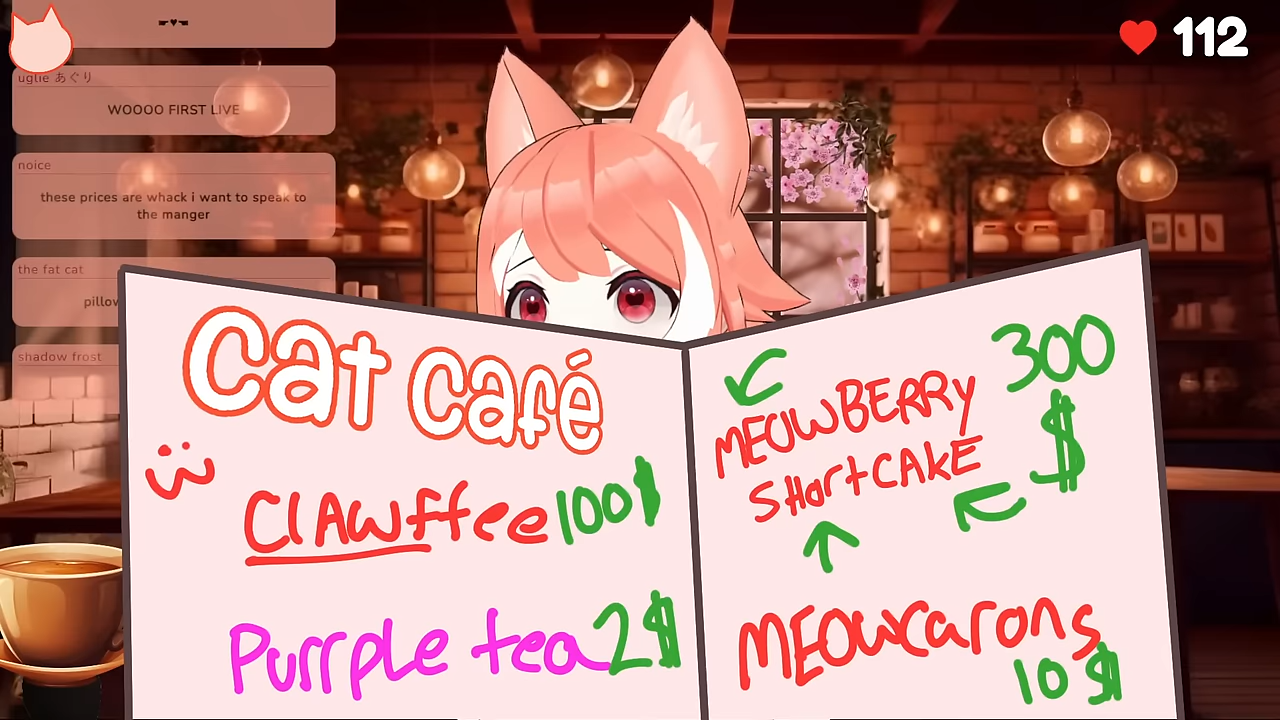 112
uglie あぐり
WOOOO FIRST LIVE
noice
these prices are whack i want to speak to
the manger
the fat cat
shadow frost
Cat Café
ClAWffee 100$
Purrple tea 2$
MEOWBERRY
SHortCAkE
300
$
MEOWcarons
10$